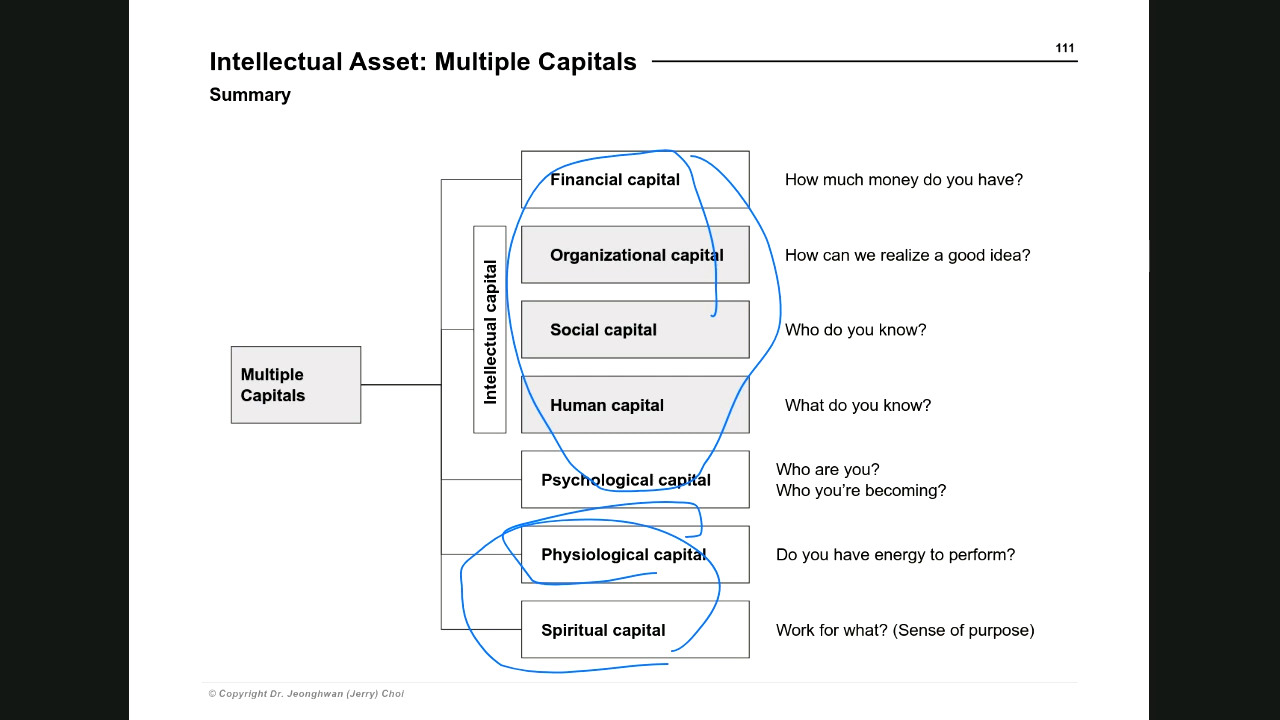 111
Intellectual Asset: Multiple Capitals
Summary
Financial capital
How much money do you have?
Organizational capital
How can we realize a good idea?
Intellectual capital
Social capital
Who do you know?
Multiple
Capitals
Human capital
What do you know?
Psychological capital
Who are you?
Who you’re becoming?
Physiological capital
Do you have energy to perform?
Spiritual capital
Work for what? (Sense of purpose)
© Copyright Dr. Jeonghwan (Jerry) Choi